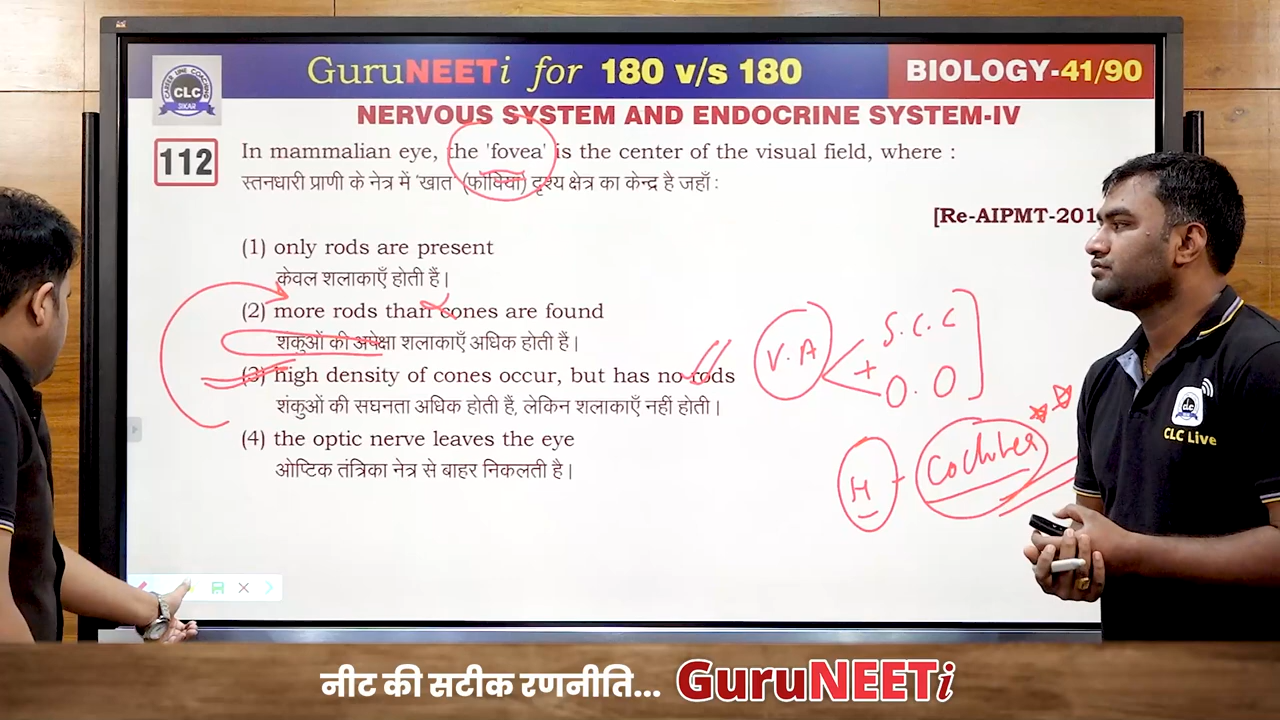 GuruNEETi for 180 v/s 180
BIOLOGY-41/90
CLC
SIKAR
NERVOUS SYSTEM AND ENDOCRINE SYSTEM-IV
112
In mammalian eye, the 'fovea' is the center of the visual field, where :
स्तनधारी प्राणी के नेत्र में 'खात (फोविया) दृश्य क्षेत्र का केन्द्र है जहाँ :
[Re-AIPMT-201
(1) only rods are present
केवल शलाकाएँ होती हैं।
(2) more rods than cones are found
शकुओं की अपेक्षा शलाकाएँ अधिक होती हैं।
(3) high density of cones occur, but has no rods
शंकुओं की सघनता अधिक होती हैं, लेकिन शलाकाएँ नहीं होती।
(4) the optic nerve leaves the eye
ओप्टिक तंत्रिका नेत्र से बाहर निकलती है।
V.A
S.C.C
+
O.O
H -
CLC Live
नीट की सटीक रणनीति... GuruNEETi